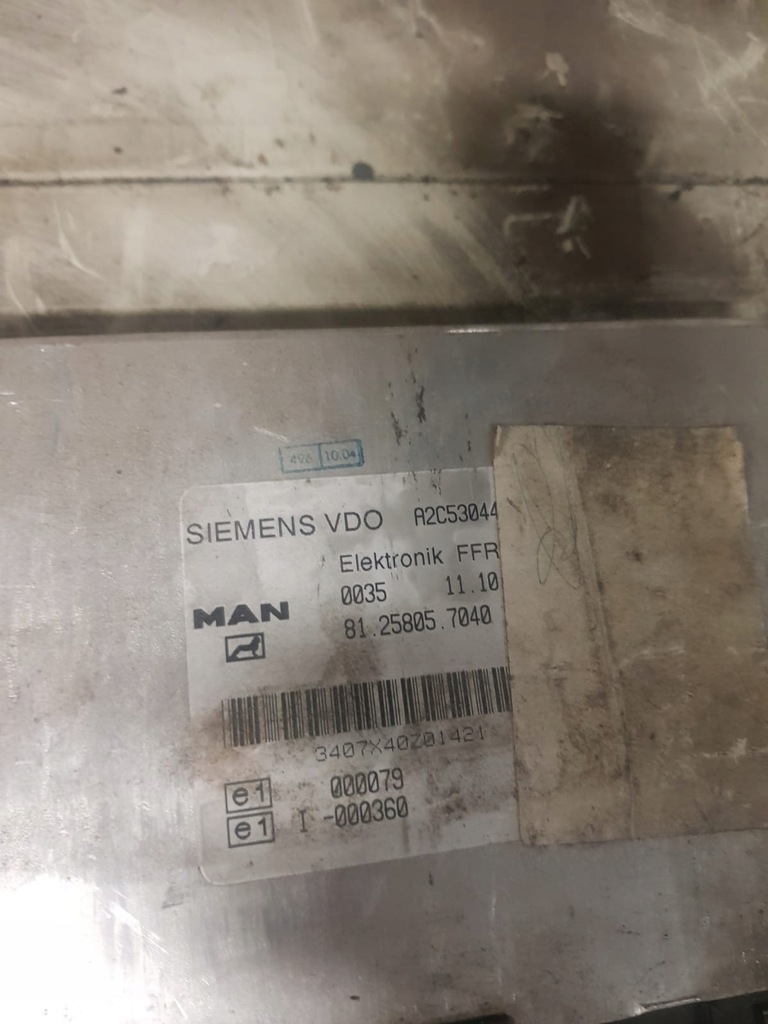 10.04
SIEMENS VDO A2C53044
Elektronik FFR
0035 11.10
MAN 81.25805.7040
3407X40Z01421
e1 000079
e1 I -000360